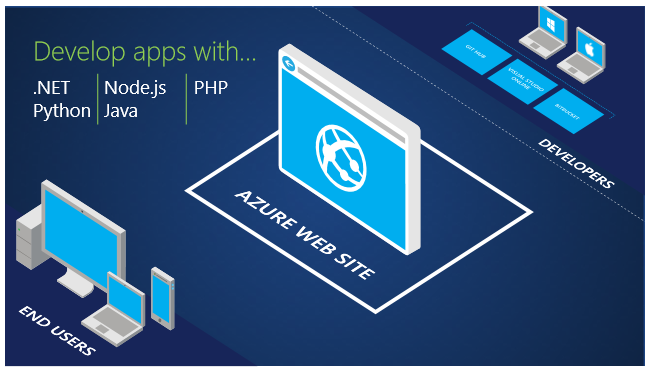 Develop apps with...
.NET Node.js PHP
Python Java
GIT HUB
VISUAL STUDIO
ONLINE
BITBUCKET
DEVELOPERS
AZURE WEB SITE
END USERS